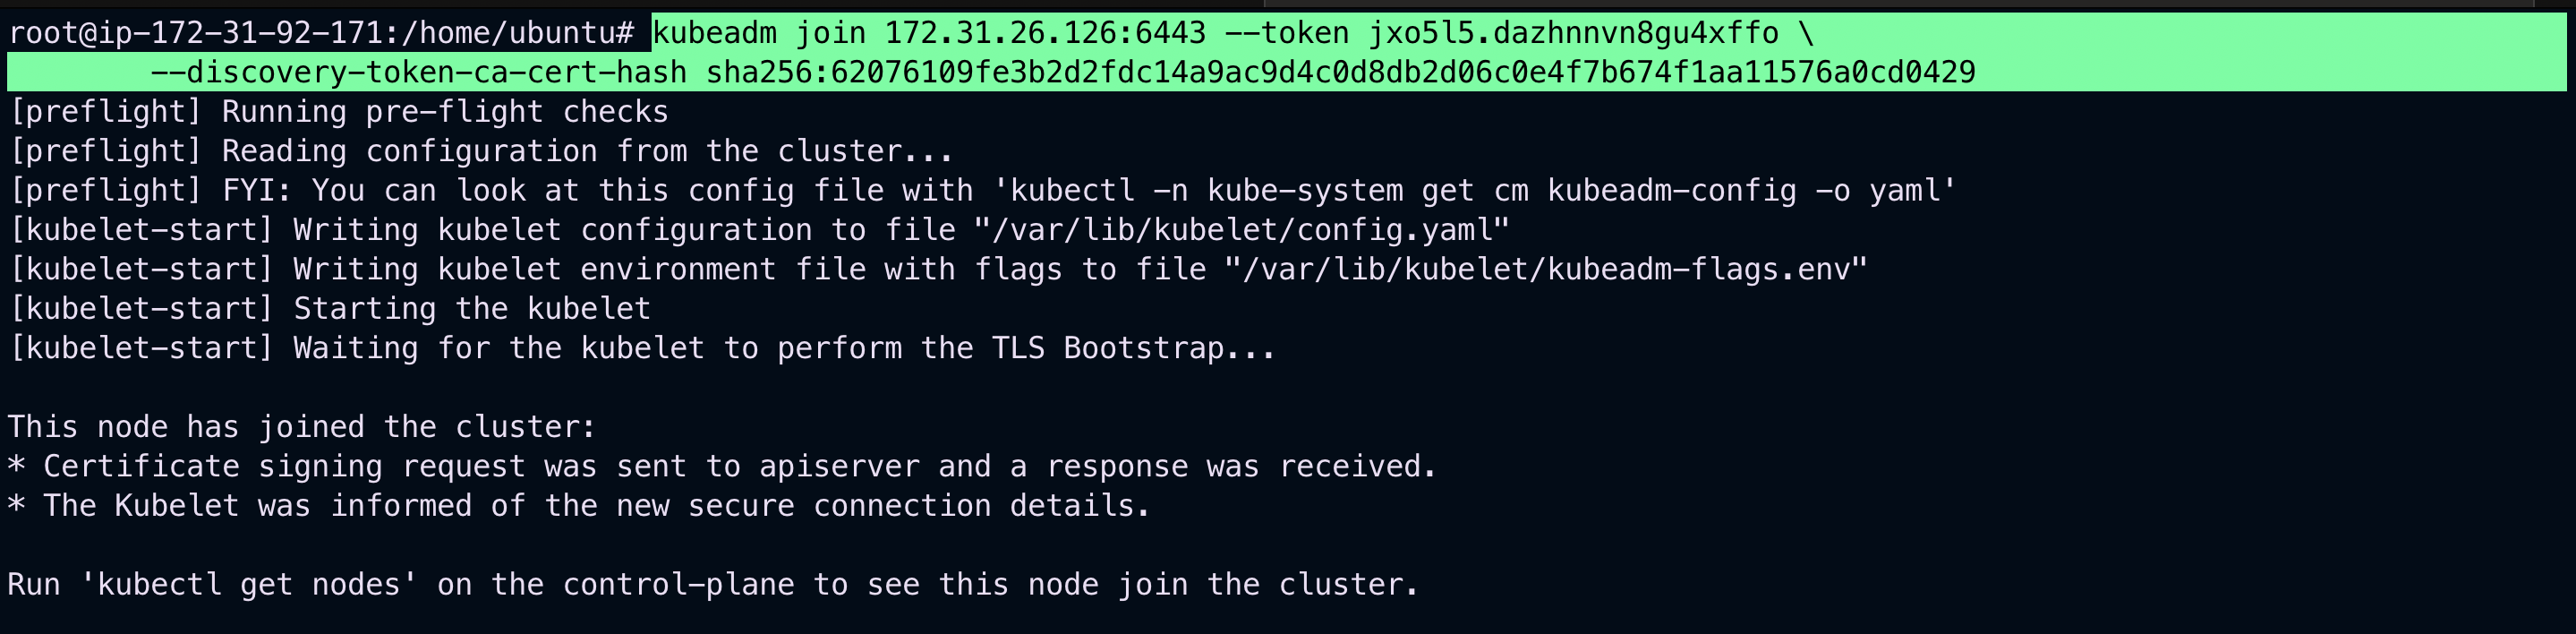 root@ip-172-31-92-171:/home/ubuntu# kubeadm join 172.31.26.126:6443 --token jxo5l5.dazhnnvn8gu4xffo \
--discovery-token-ca-cert-hash sha256:62076109fe3b2d2fdc14a9ac9d4c0d8db2d06c0e4f7b674f1aa11576a0cd0429
[preflight] Running pre-flight checks
[preflight] Reading configuration from the cluster...
[preflight] FYI: You can look at this config file with 'kubectl -n kube-system get cm kubeadm-config -o yaml'
[kubelet-start] Writing kubelet configuration to file "/var/lib/kubelet/config.yaml"
[kubelet-start] Writing kubelet environment file with flags to file "/var/lib/kubelet/kubeadm-flags.env"
[kubelet-start] Starting the kubelet
[kubelet-start] Waiting for the kubelet to perform the TLS Bootstrap...
This node has joined the cluster:
* Certificate signing request was sent to apiserver and a response was received.
* The Kubelet was informed of the new secure connection details.
Run 'kubectl get nodes' on the control-plane to see this node join the cluster.